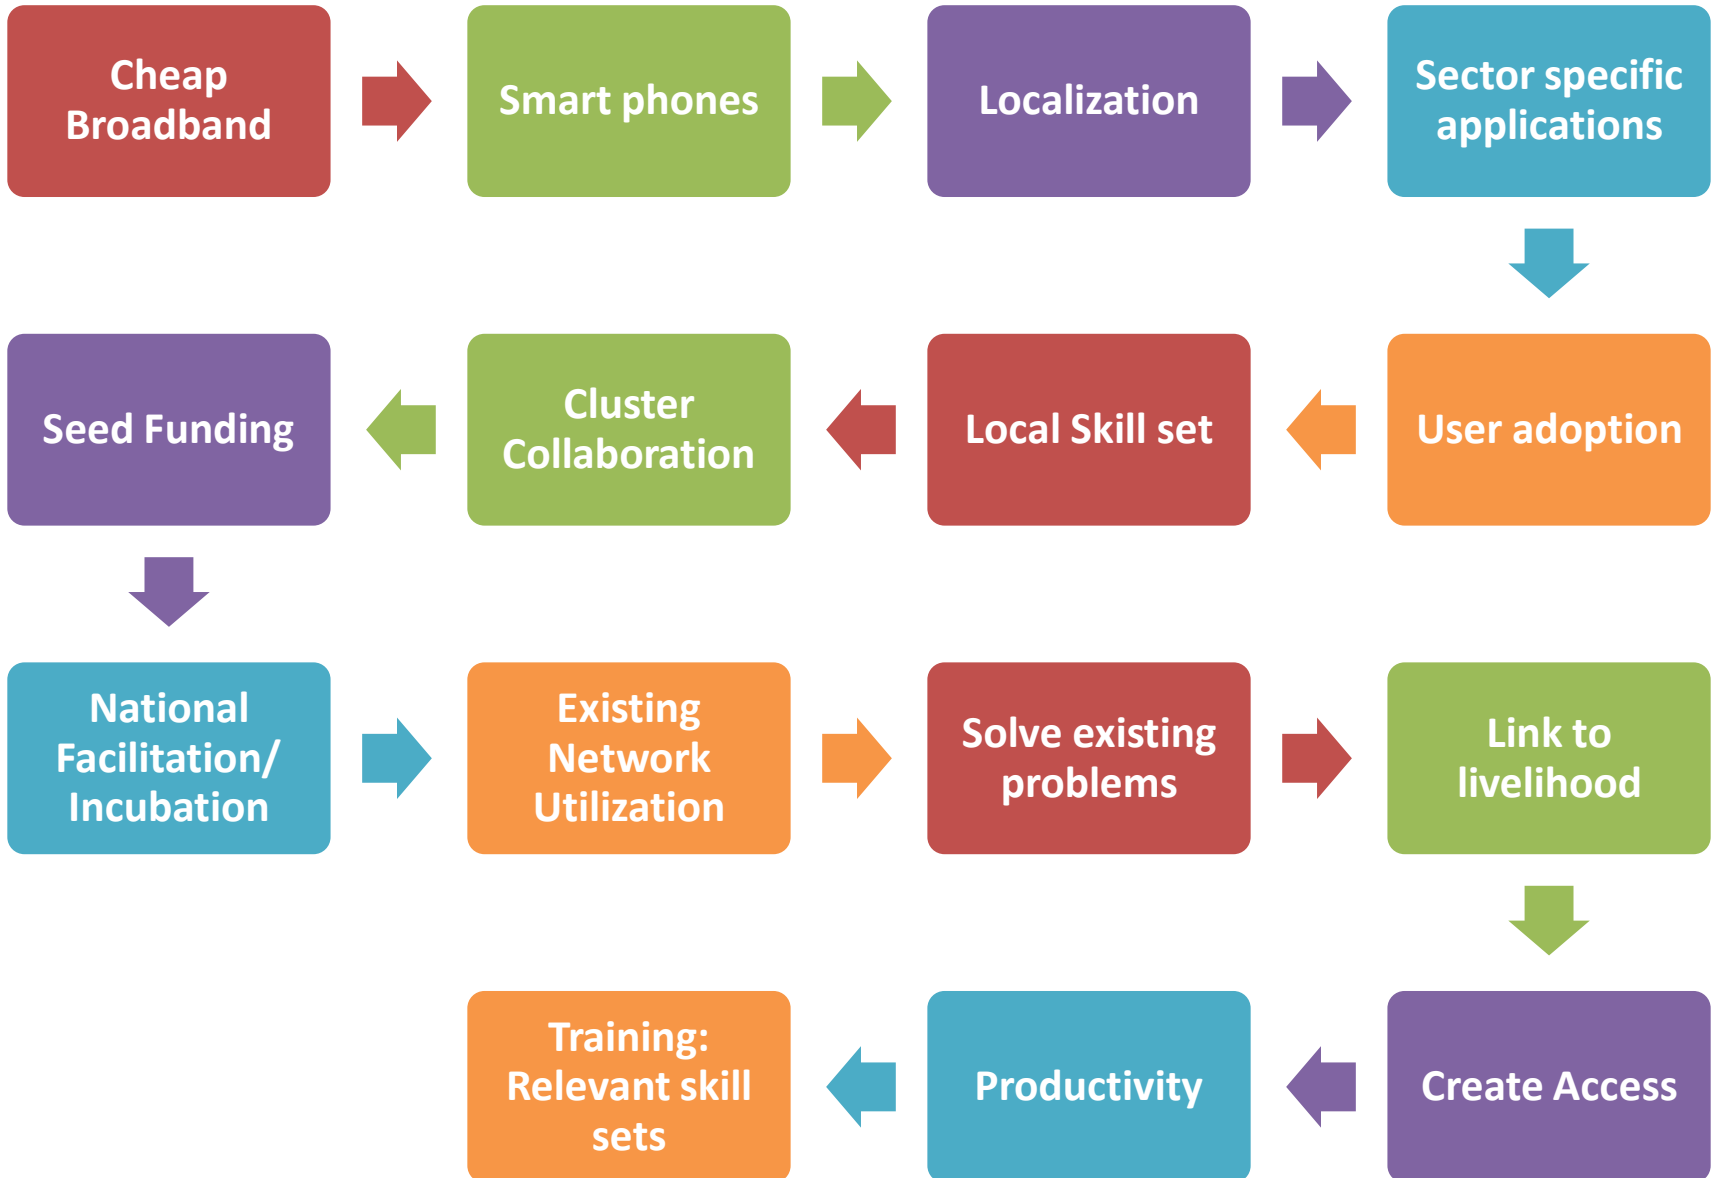 Cheap
Broadband
Smart phones
Localization
Sector specific
applications
User adoption
Local Skill set
Cluster
Collaboration
Seed Funding
National
Facilitation/
Incubation
Existing
Network
Utilization
Solve existing
problems
Link to
livelihood
Create Access
Productivity
Training:
Relevant skill
sets